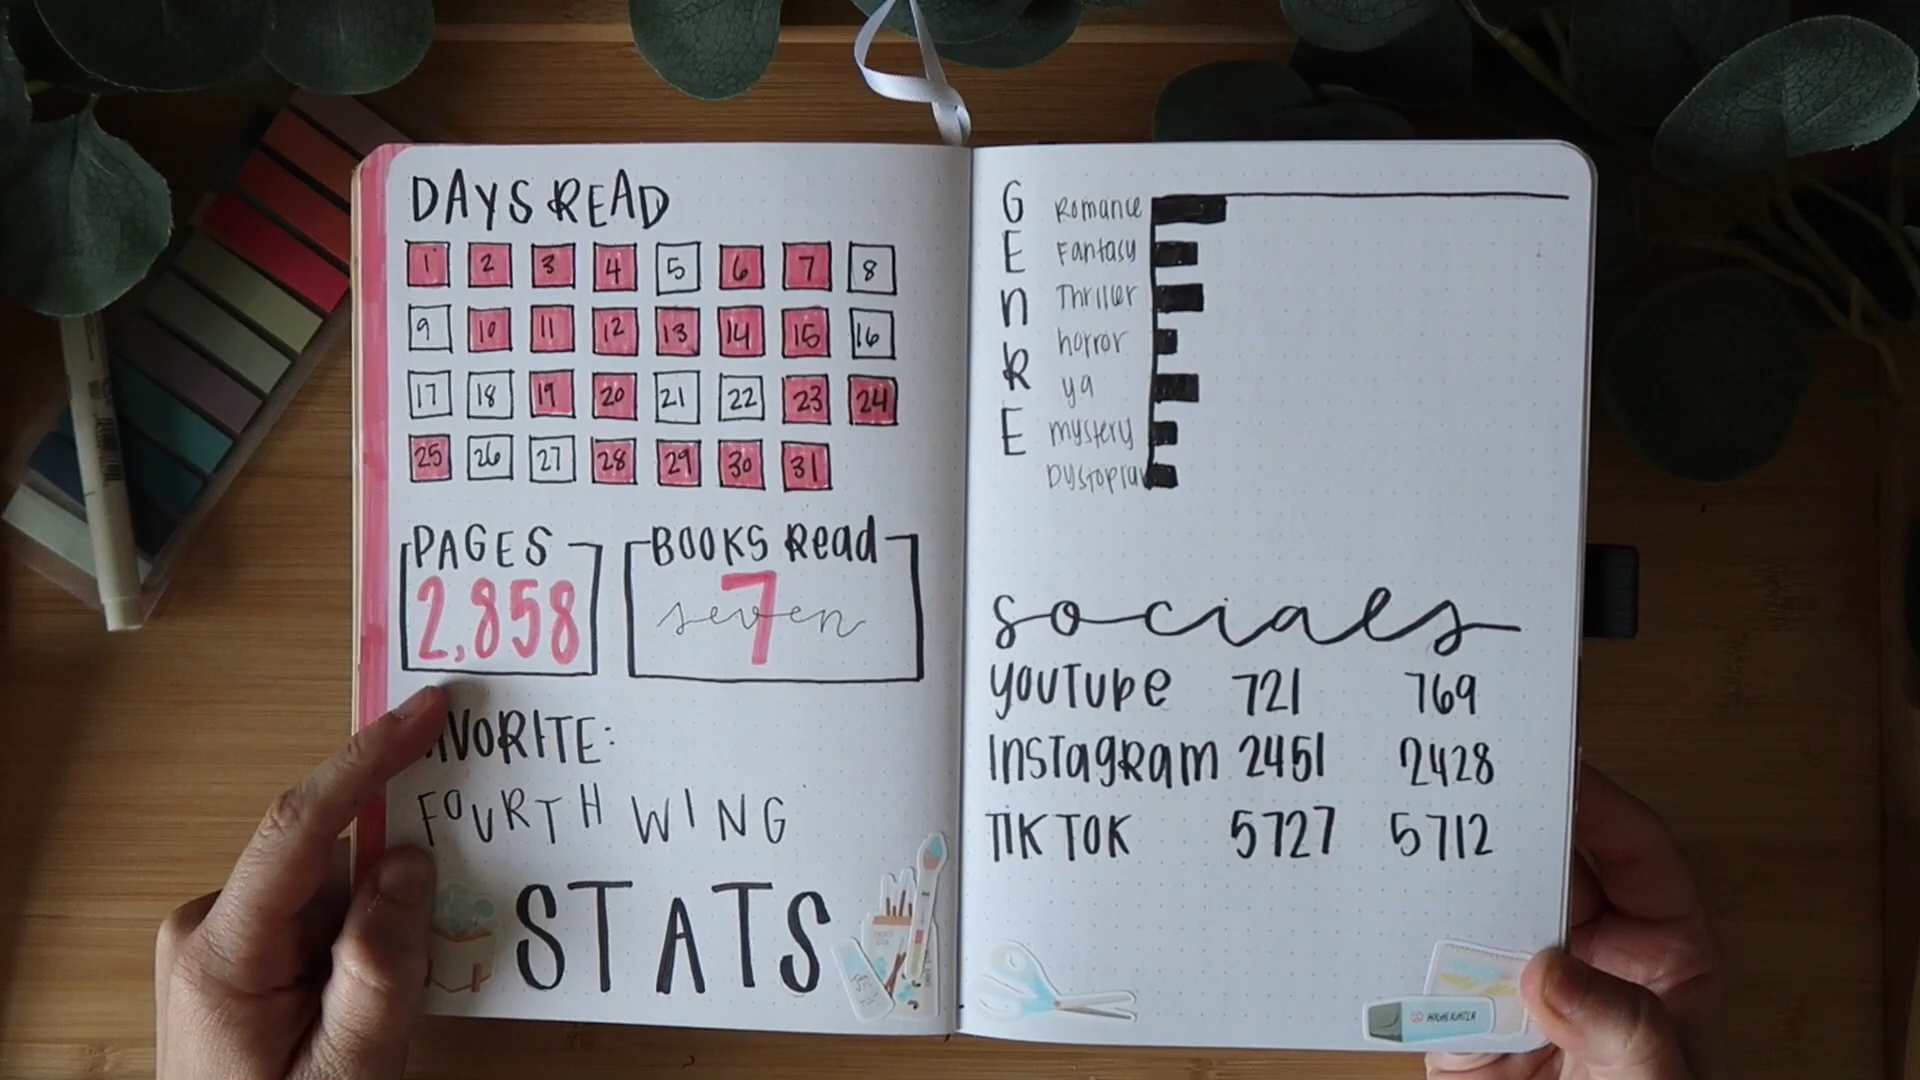 DAYS READ
1 2 3 4 5 6 7 8
9 10 11 12 13 14 15 16
17 18 19 20 21 22 23 24
25 26 27 28 29 30 31
PAGES
2,858
BOOKS Read
7
seven
AVORITE:
FOURTH WING
STATS
GENRE
Romance
Fantasy
Thriller
horror
ya
mystery
Dystopian
socials
YOUTUBE 721 769
INSTAGRAM 2451 2428
TIKTOK 5727 5712
HIGHLIGHTER